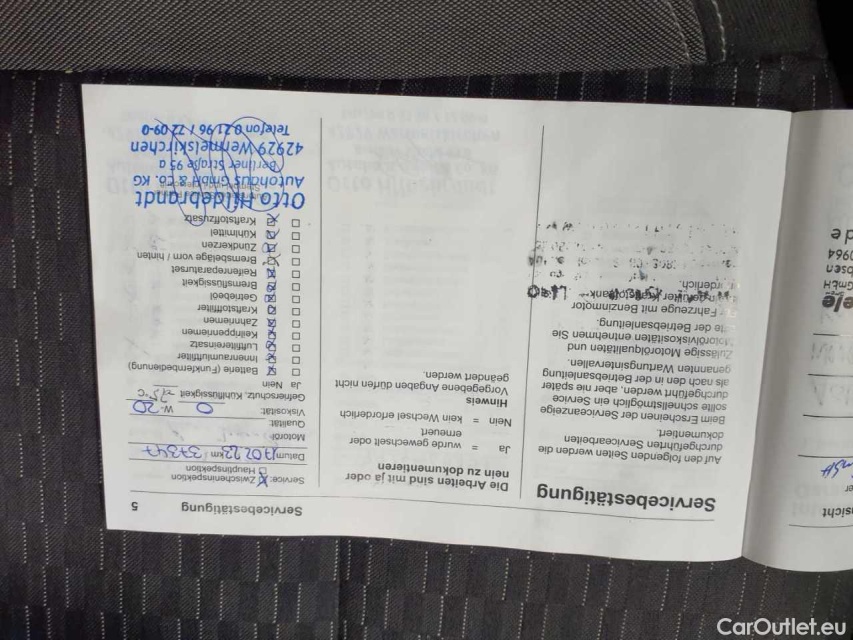 Servicebestätigung
Auf den folgenden Seiten werden die
durchgeführten Servicearbeiten
dokumentiert.
Beim Erscheinen der Serviceanzeige
sollte schnellstmöglich ein Service
durchgeführt werden, aber nie später
als nach den in der Betriebsanleitung
genannten Wartungsintervallen.
Zulässige Motorölqualitäten und
Motorölviskositäten entnehmen Sie
der Betriebsanleitung.
Fahrzeuge mit Benzinmotor
Die Arbeiten sind mit ja oder
nein zu dokumentieren
Ja = wurde gewechselt oder
erneuert
Nein = kein Wechsel erforderlich
Hinweis
Vorgegebene Angaben dürfen nicht
geändert werden.
Servicebestätigung 5
Service: Zwischeninspektion
Hauptinspektion
Datum 17.02.23 km 37347
Motoröl:
Qualität:
Viskosität: 0 W- 20
Gefrierschutz, Kühlflüssigkeit -25 °C
Ja Nein
Batterie (Funkfernbedienung)
Innenraumluftfilter
Luftfiltereinsatz
Keilrippenriemen
Zahnriemen
Kraftstofffilter
Getriebeöl
Bremsflüssigkeit
Reifenreparaturset
Bremsbeläge vorn / hinten
Zündkerzen
Kühlmittel
Kraftstoffzusatz
Otto Hildebrandt
Autohaus GmbH & Co. KG
Berliner Straße 95 a
42929 Wermelskirchen
Telefon 0 21 96 / 72 09-0
CarOutlet.eu